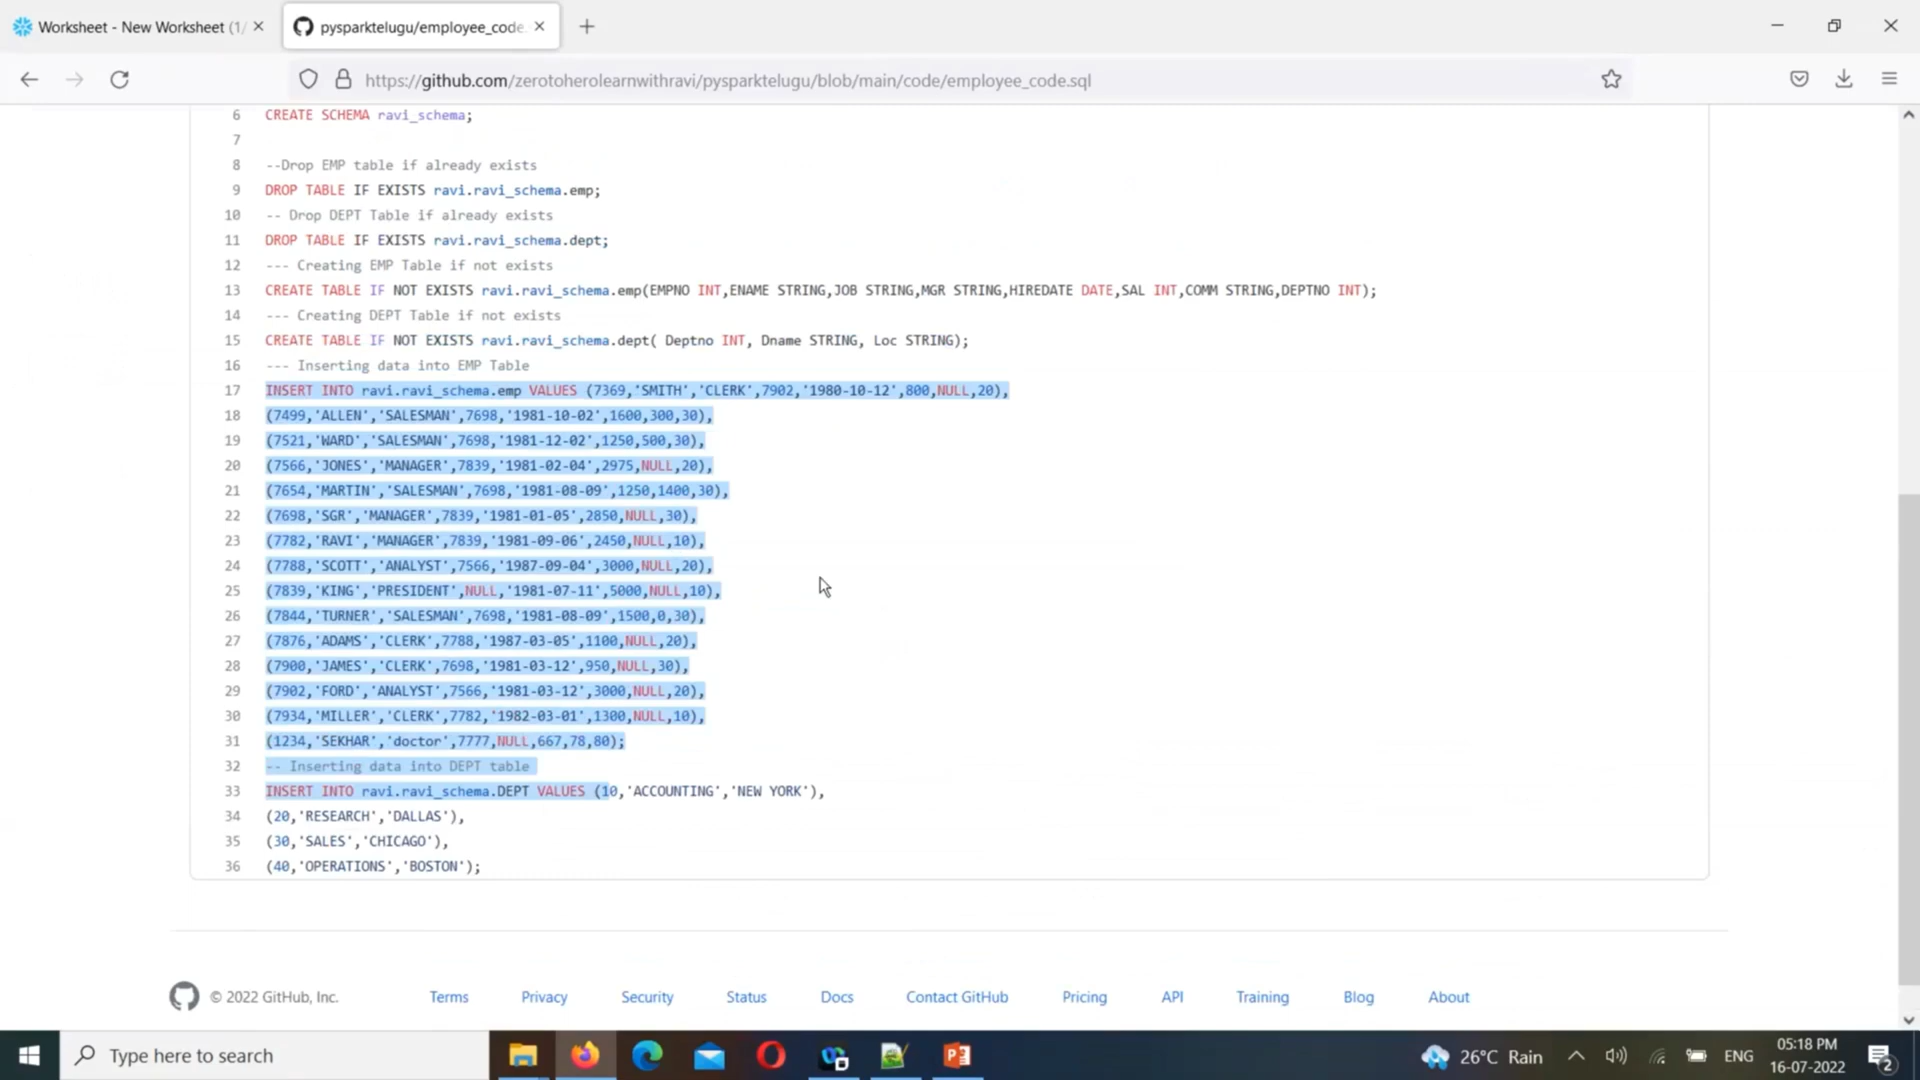 Worksheet - New Worksheet (1/
pysparktelugu/employee_code.
https://github.com/zerotoherolearnwithravi/pysparktelugu/blob/main/code/employee_code.sql
6 CREATE SCHEMA ravi_schema;
7
8 --Drop EMP table if already exists
9 DROP TABLE IF EXISTS ravi.ravi_schema.emp;
10 -- Drop DEPT Table if already exists
11 DROP TABLE IF EXISTS ravi.ravi_schema.dept;
12 --- Creating EMP Table if not exists
13 CREATE TABLE IF NOT EXISTS ravi.ravi_schema.emp(EMPNO INT,ENAME STRING,JOB STRING,MGR STRING,HIREDATE DATE,SAL INT,COMM STRING,DEPTNO INT);
14 --- Creating DEPT Table if not exists
15 CREATE TABLE IF NOT EXISTS ravi.ravi_schema.dept( Deptno INT, Dname STRING, Loc STRING);
16 --- Inserting data into EMP Table
17 INSERT INTO ravi.ravi_schema.emp VALUES (7369,'SMITH','CLERK',7902,'1980-10-12',800,NULL,20),
18 (7499,'ALLEN','SALESMAN',7698,'1981-10-02',1600,300,30),
19 (7521,'WARD','SALESMAN',7698,'1981-12-02',1250,500,30),
20 (7566,'JONES','MANAGER',7839,'1981-02-04',2975,NULL,20),
21 (7654,'MARTIN','SALESMAN',7698,'1981-08-09',1250,1400,30),
22 (7698,'SGR','MANAGER',7839,'1981-01-05',2850,NULL,30),
23 (7782,'RAVI','MANAGER',7839,'1981-09-06',2450,NULL,10),
24 (7788,'SCOTT','ANALYST',7566,'1987-09-04',3000,NULL,20),
25 (7839,'KING','PRESIDENT',NULL,'1981-07-11',5000,NULL,10),
26 (7844,'TURNER','SALESMAN',7698,'1981-08-09',1500,0,30),
27 (7876,'ADAMS','CLERK',7788,'1987-03-05',1100,NULL,20),
28 (7900,'JAMES','CLERK',7698,'1981-03-12',950,NULL,30),
29 (7902,'FORD','ANALYST',7566,'1981-03-12',3000,NULL,20),
30 (7934,'MILLER','CLERK',7782,'1982-03-01',1300,NULL,10),
31 (1234,'SEKHAR','doctor',7777,NULL,667,78,80);
32 -- Inserting data into DEPT table
33 INSERT INTO ravi.ravi_schema.DEPT VALUES (10,'ACCOUNTING','NEW YORK'),
34 (20,'RESEARCH','DALLAS'),
35 (30,'SALES','CHICAGO'),
36 (40,'OPERATIONS','BOSTON');
© 2022 GitHub, Inc. Terms Privacy Security Status Docs Contact GitHub Pricing API Training Blog About
Type here to search
26°C Rain
ENG
05:18 PM
16-07-2022
2